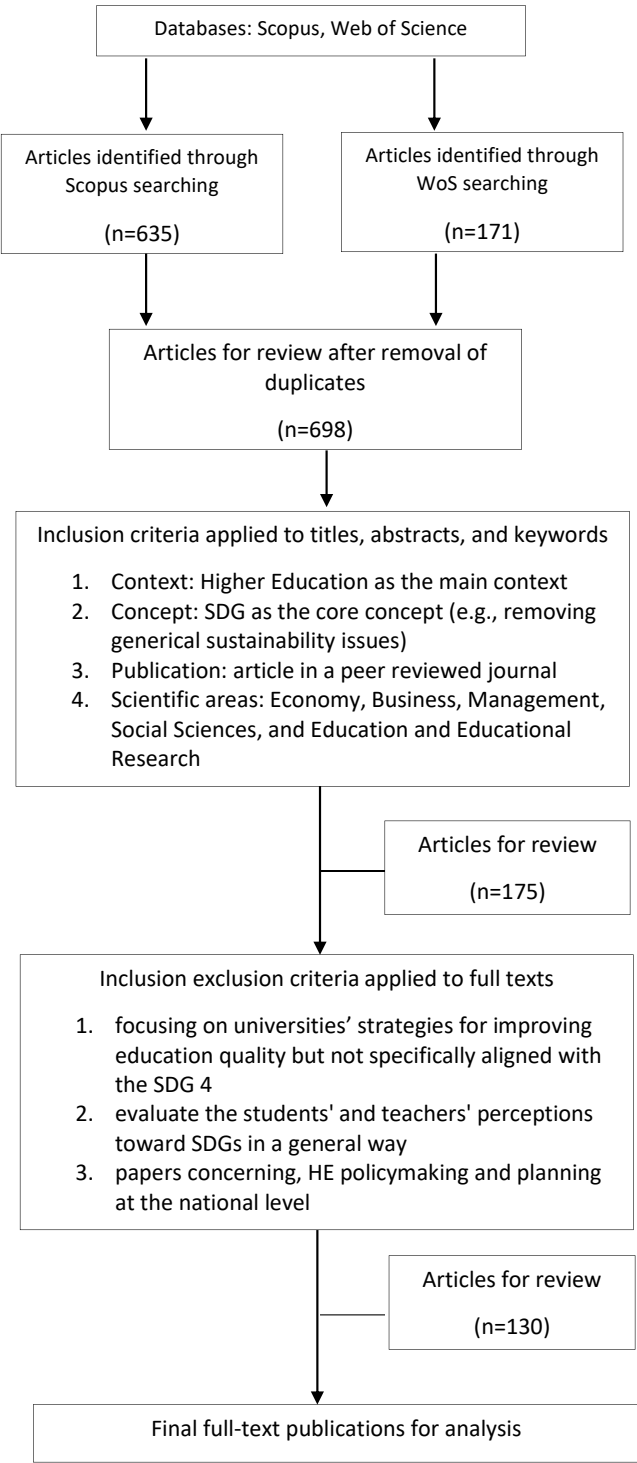 Databases: Scopus, Web of Science
Articles identified through
Scopus searching
(n=635)
Articles identified through
WoS searching
(n=171)
Articles for review after removal of
duplicates
(n=698)
Inclusion criteria applied to titles, abstracts, and keywords
1. Context: Higher Education as the main context
2. Concept: SDG as the core concept (e.g., removing
generical sustainability issues)
3. Publication: article in a peer reviewed journal
4. Scientific areas: Economy, Business, Management,
Social Sciences, and Education and Educational
Research
Articles for review
(n=175)
Inclusion exclusion criteria applied to full texts
1. focusing on universities’ strategies for improving
education quality but not specifically aligned with
the SDG 4
2. evaluate the students' and teachers' perceptions
toward SDGs in a general way
3. papers concerning, HE policymaking and planning
at the national level
Articles for review
(n=130)
Final full-text publications for analysis